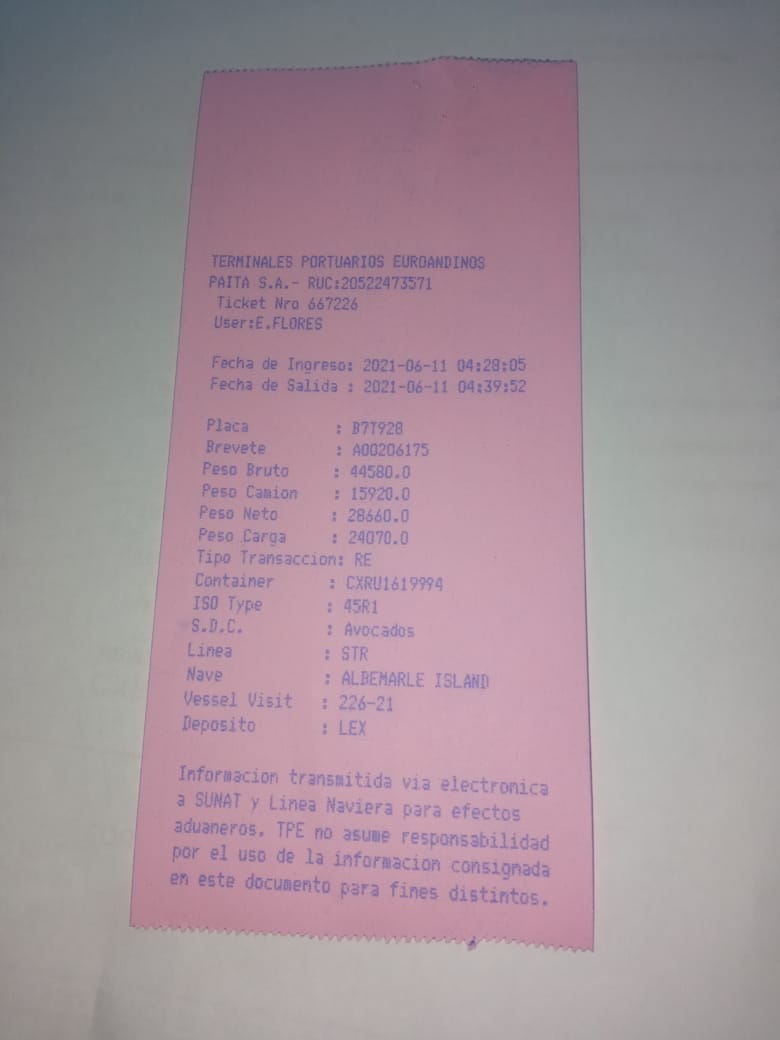 TERMINALES PORTUARIOS EUROANDINOS
PAITA S.A.- RUC:20522473571
Ticket Nro 667226
User:E.FLORES
Fecha de Ingreso: 2021-06-11 04:28:05
Fecha de Salida : 2021-06-11 04:39:52
Placa : B7T928
Brevete : A00206175
Peso Bruto : 44580.0
Peso Camion : 15920.0
Peso Neto : 28660.0
Peso Carga : 24070.0
Tipo Transaccion: RE
Container : CXRU1619994
ISO Type : 45R1
S.D.C. : Avocados
Linea : STR
Nave : ALBEMARLE ISLAND
Vessel Visit : 226-21
Deposito : LEX
Informacion transmitida via electronica
a SUNAT y Linea Naviera para efectos
aduaneros. TPE no asume responsabilidad
por el uso de la informacion consignada
en este documento para fines distintos.